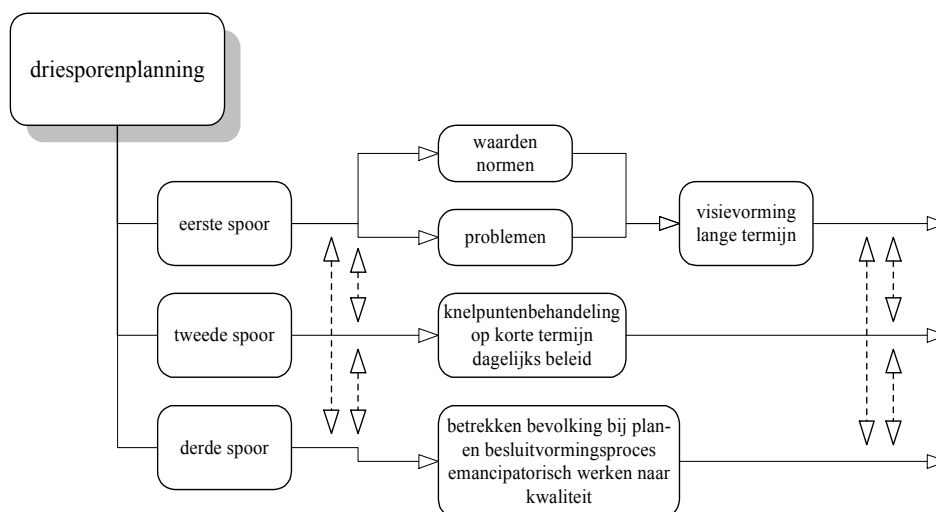 driesporenplanning
eerste spoor
waarden
normen
problemen
visievorming
lange termijn
tweede spoor
knelpuntenbehandeling
op korte termijn
dagelijks beleid
derde spoor
betrekken bevolking bij plan-
en besluitvormingsproces
emancipatorisch werken naar
kwaliteit